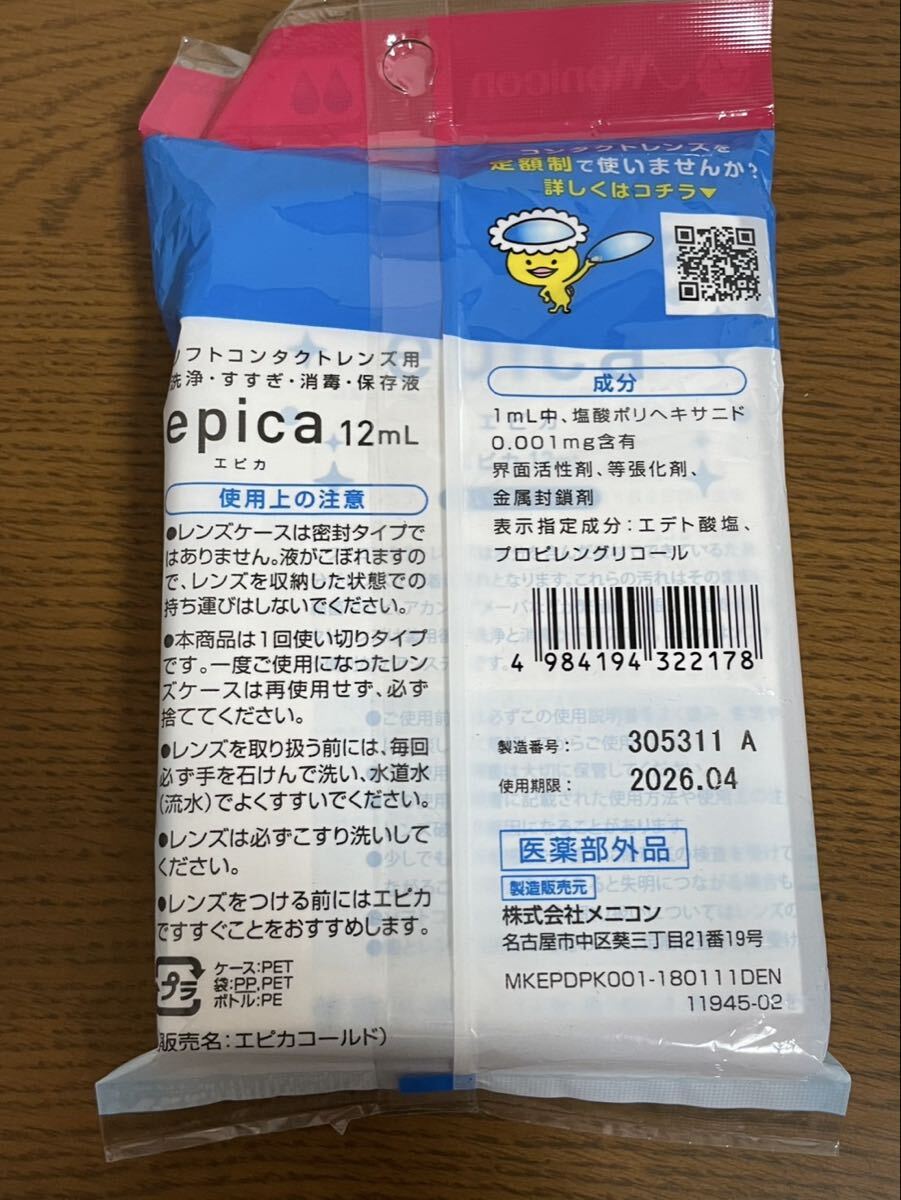 Menicon
コンタクトレンズを
定額制で使いませんか?
詳しくはコチラ▼
ソフトコンタクトレンズ用
洗浄・すすぎ・消毒・保存液
epica 12mL
エピカ
使用上の注意
●レンズケースは密封タイプで
はありません。液がこぼれますの
で、レンズを収納した状態での
持ち運びはしないでください。
●本商品は1回使い切りタイプ
です。一度ご使用になったレン
ズケースは再使用せず、必ず
捨ててください。
●レンズを取り扱う前には、毎回
必ず手を石けんで洗い、水道水
(流水)でよくすすいでください。
●レンズは必ずこすり洗いして
ください。
●レンズをつける前にはエピカ
ですすぐことをおすすめします。
プラ
ケース:PET
袋:PP,PET
ボトル:PE
販売名:エピカコールド)
成分
1mL中、塩酸ポリヘキサニド
0.001mg含有
界面活性剤、等張化剤、
金属封鎖剤
表示指定成分:エデト酸塩、
プロピレングリコール
4 984194 322178
製造番号: 305311 A
使用期限: 2026.04
医薬部外品
製造販売元
株式会社メニコン
名古屋市中区葵三丁目21番19号
MKEPDPK001-180111DEN
11945-02